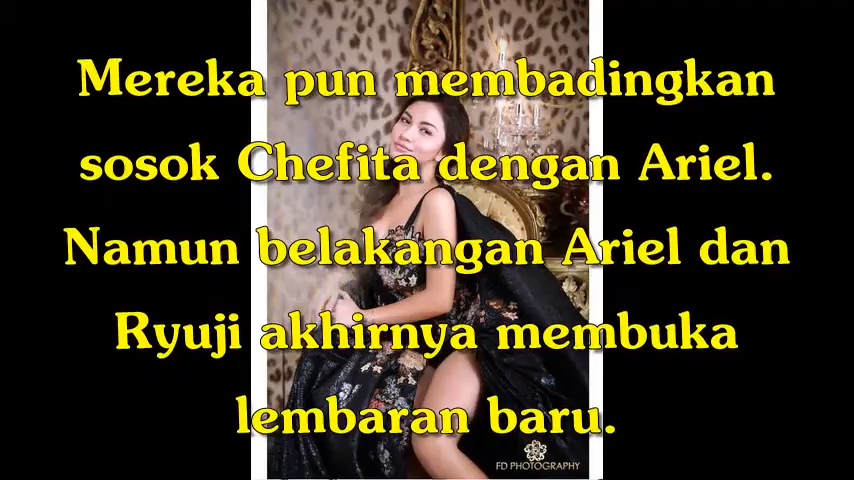 Mereka pun membadingkan
sosok Chefita dengan Ariel.
Namun belakangan Ariel dan
Ryuji akhirnya membuka
lembaran baru.
FD PHOTOGRAPHY